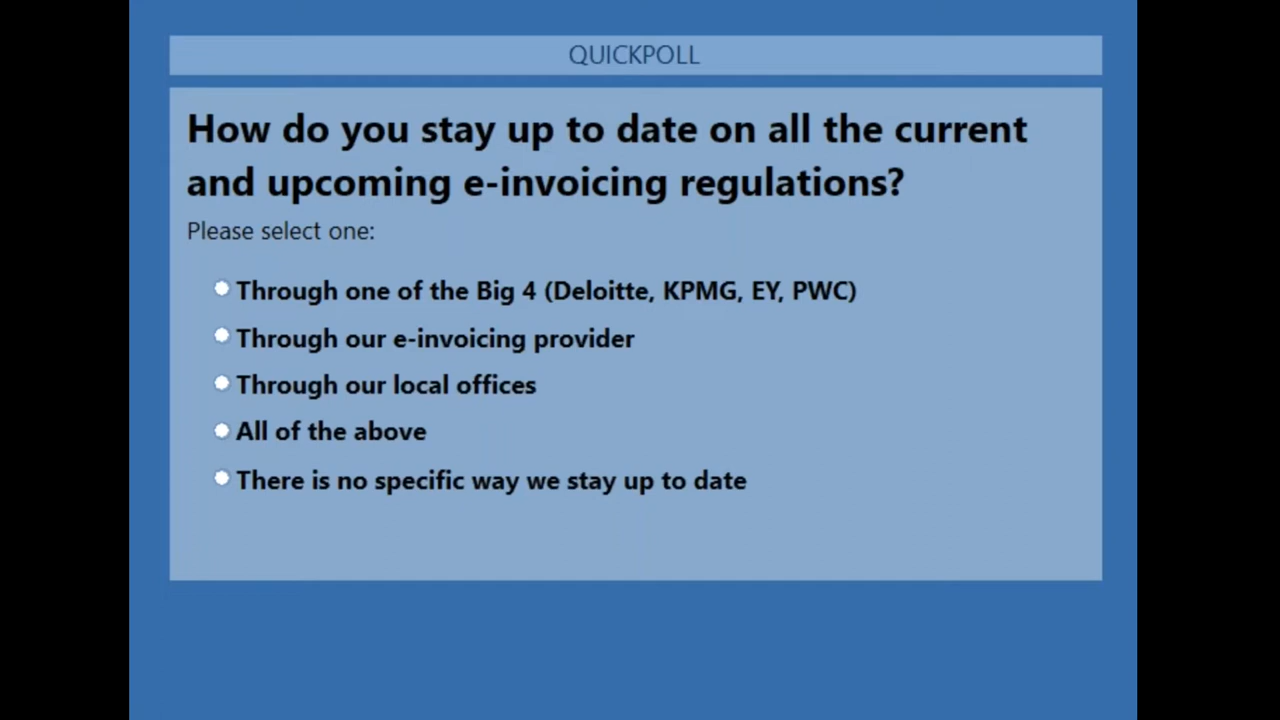 QUICKPOLL
How do you stay up to date on all the current
and upcoming e-invoicing regulations?
Please select one:
Through one of the Big 4 (Deloitte, KPMG, EY, PWC)
Through our e-invoicing provider
Through our local offices
All of the above
There is no specific way we stay up to date